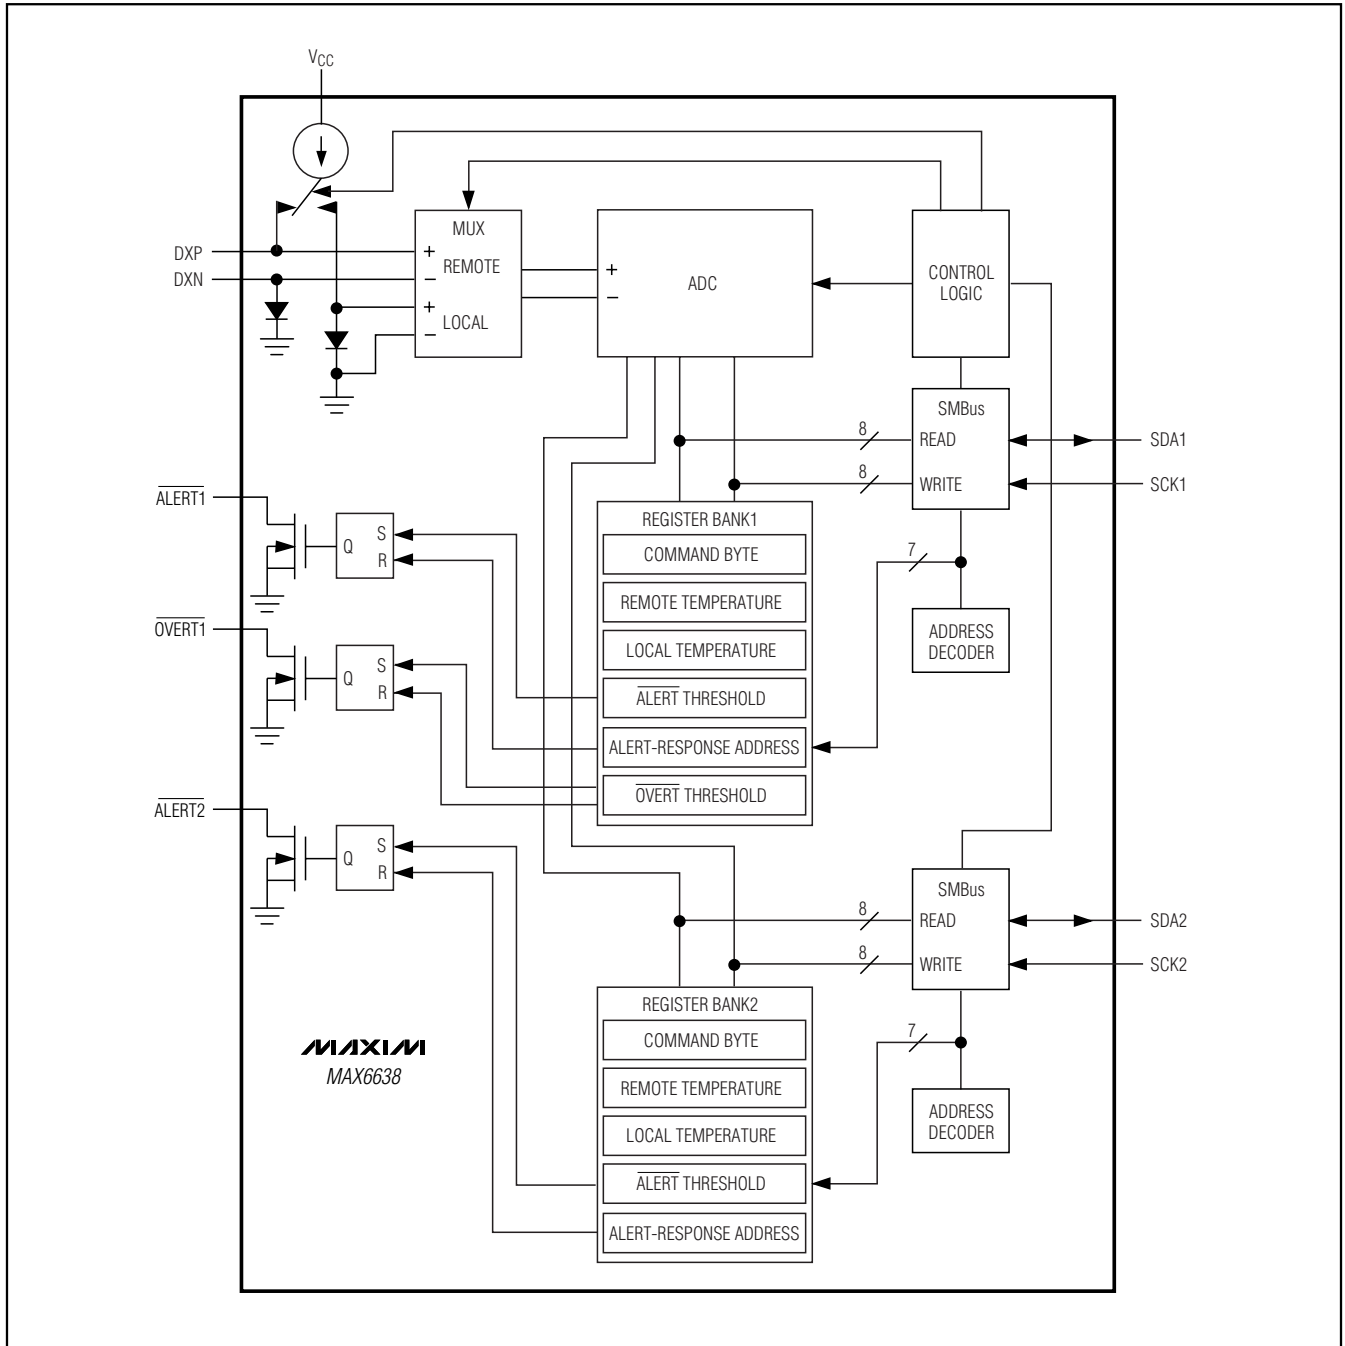 VCC
MUX
DXP
+
REMOTE
+
ADC
CONTROL
LOGIC
DXN
−
−
+
LOCAL
−
SMBus
8
READ
SDA1
8
WRITE
SCK1
ALERT1
REGISTER BANK1
Q
S
R
COMMAND BYTE
7
REMOTE TEMPERATURE
ADDRESS
DECODER
OVERT1
LOCAL TEMPERATURE
Q
S
R
ALERT THRESHOLD
ALERT-RESPONSE ADDRESS
OVERT THRESHOLD
ALERT2
Q
S
R
SMBus
8
READ
SDA2
8
WRITE
SCK2
REGISTER BANK2
COMMAND BYTE
7
MAXIM
MAX6638
REMOTE TEMPERATURE
ADDRESS
DECODER
LOCAL TEMPERATURE
ALERT THRESHOLD
ALERT-RESPONSE ADDRESS